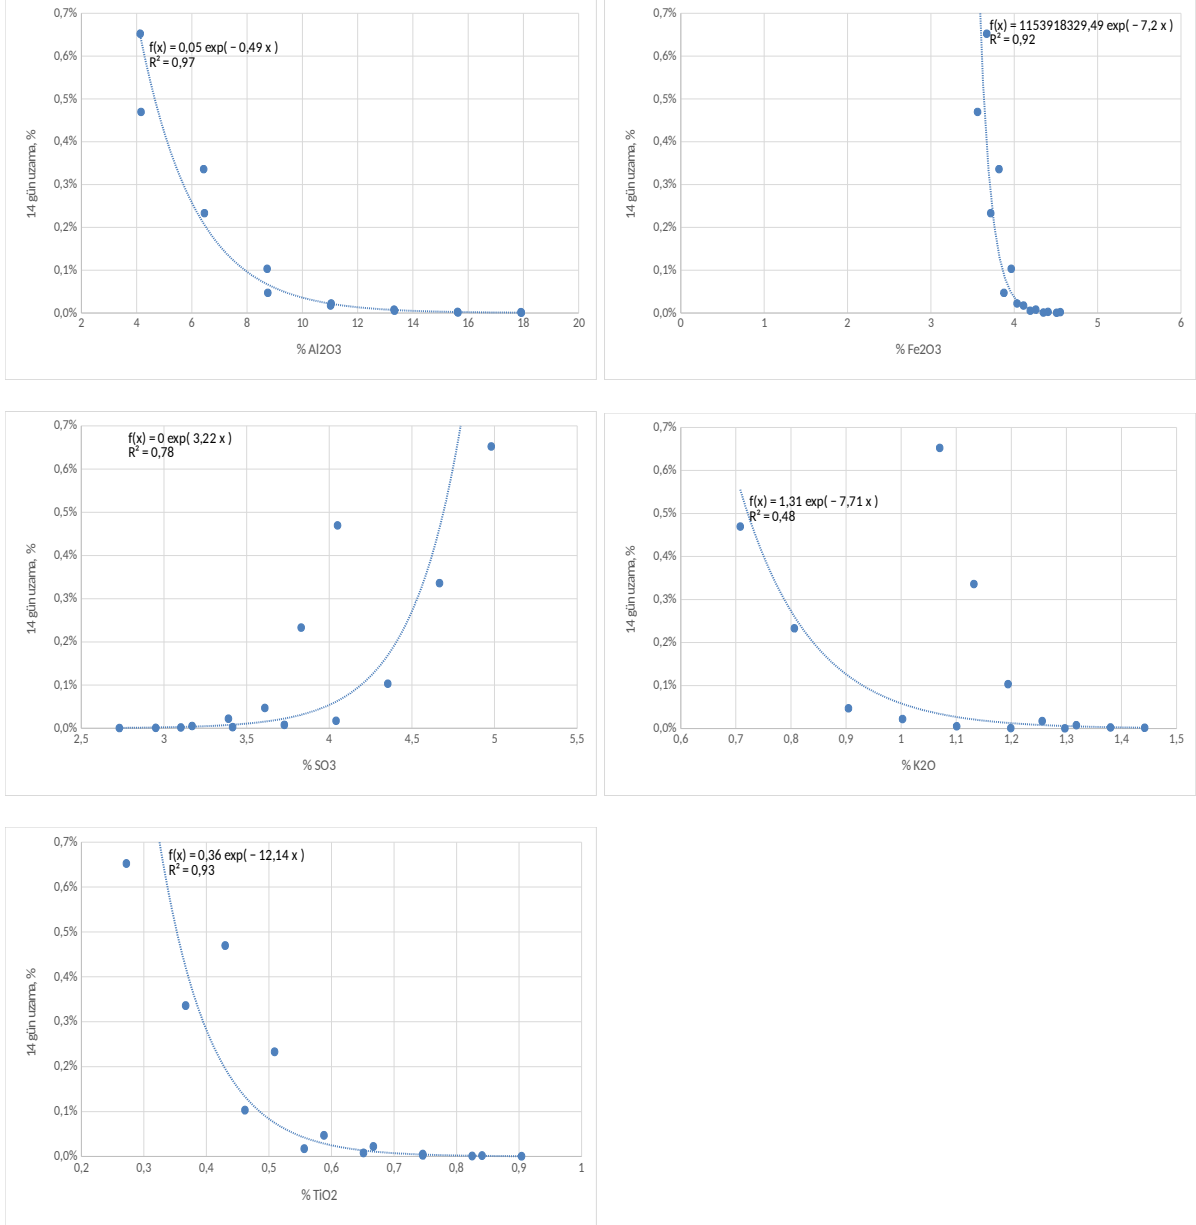 0,7%
f(x) = 0,05 exp( − 0,49 x )
0,6%
R² = 0,97
0,5%
0,4%
14 gün uzama, %
0,3%
0,2%
0,1%
0,0%
2 4 6 8 10 12 14 16 18 20
% Al2O3
0,7%
f(x) = 1153918329,49 exp( − 7,2 x )
R² = 0,92
0,6%
0,5%
0,4%
14 gün uzama, %
0,3%
0,2%
0,1%
0,0%
0 1 2 3 4 5 6
% Fe2O3
0,7%
f(x) = 0 exp( 3,22 x )
R² = 0,78
0,6%
0,5%
0,4%
14 gün uzama, %
0,3%
0,2%
0,1%
0,0%
2,5 3 3,5 4 4,5 5 5,5
% SO3
0,7%
0,6%
f(x) = 1,31 exp( − 7,71 x )
0,5%
R² = 0,48
0,4%
14 gün uzama, %
0,3%
0,2%
0,1%
0,0%
0,6 0,7 0,8 0,9 1 1,1 1,2 1,3 1,4 1,5
% K2O
0,7%
f(x) = 0,36 exp( − 12,14 x )
R² = 0,93
0,6%
0,5%
0,4%
14 gün uzama, %
0,3%
0,2%
0,1%
0,0%
0,2 0,3 0,4 0,5 0,6 0,7 0,8 0,9 1
% TiO2